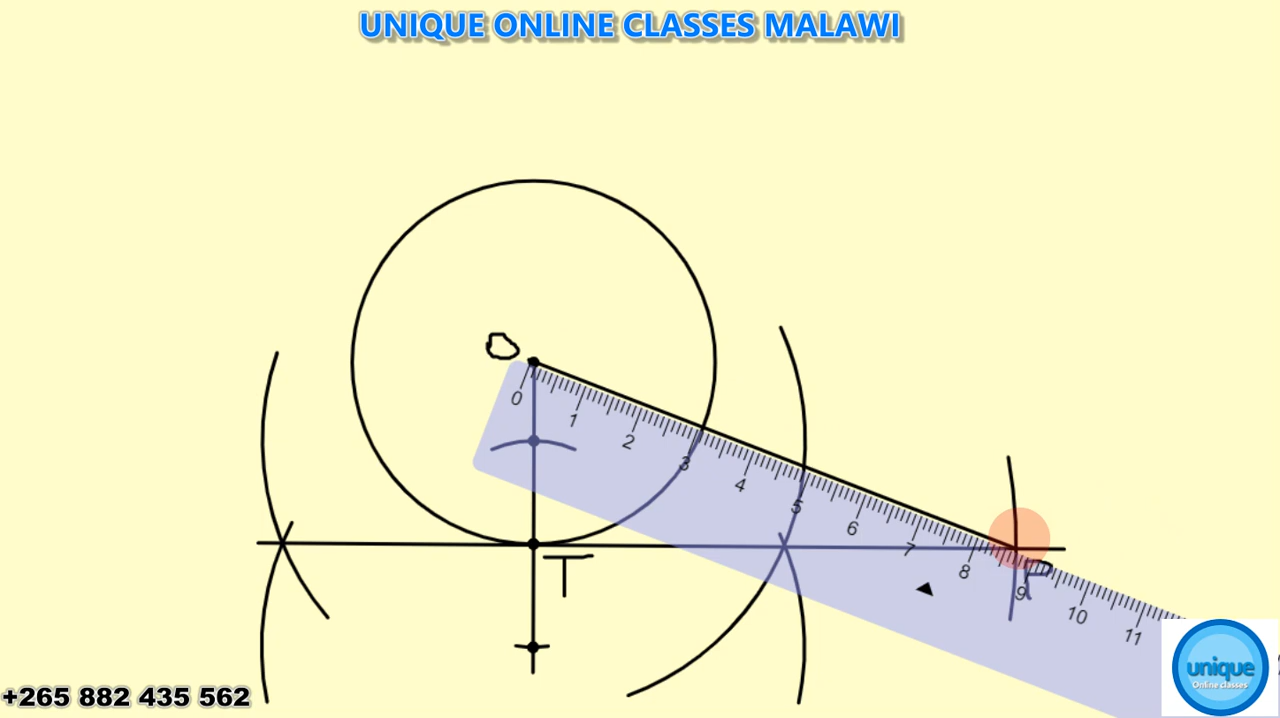 UNIQUE ONLINE CLASSES MALAWI
O
0 1 2 3 4 5 6 7 8 9 10 11
T
P
+265 882 435 562
unique
Online classes